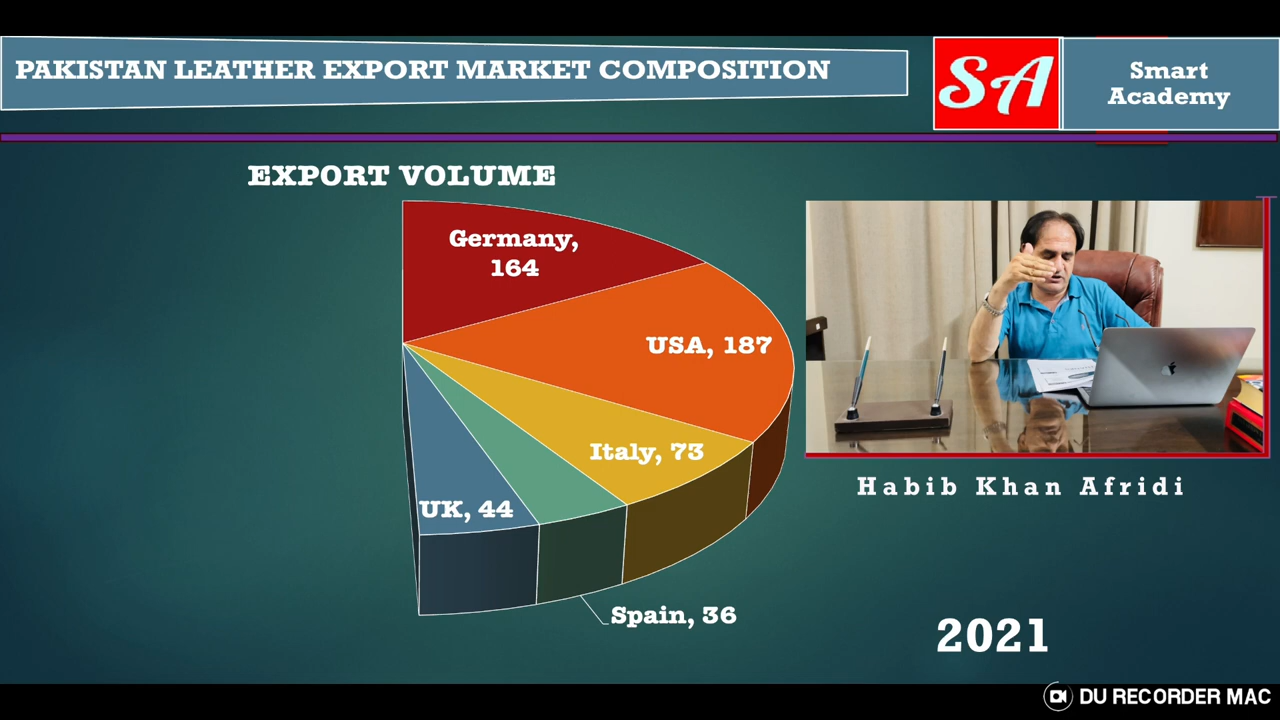 PAKISTAN LEATHER EXPORT MARKET COMPOSITION
SA
Smart
Academy
EXPORT VOLUME
Germany,
164
USA, 187
Italy, 73
UK, 44
Spain, 36
Habib Khan Afridi
2021
DU RECORDER MAC